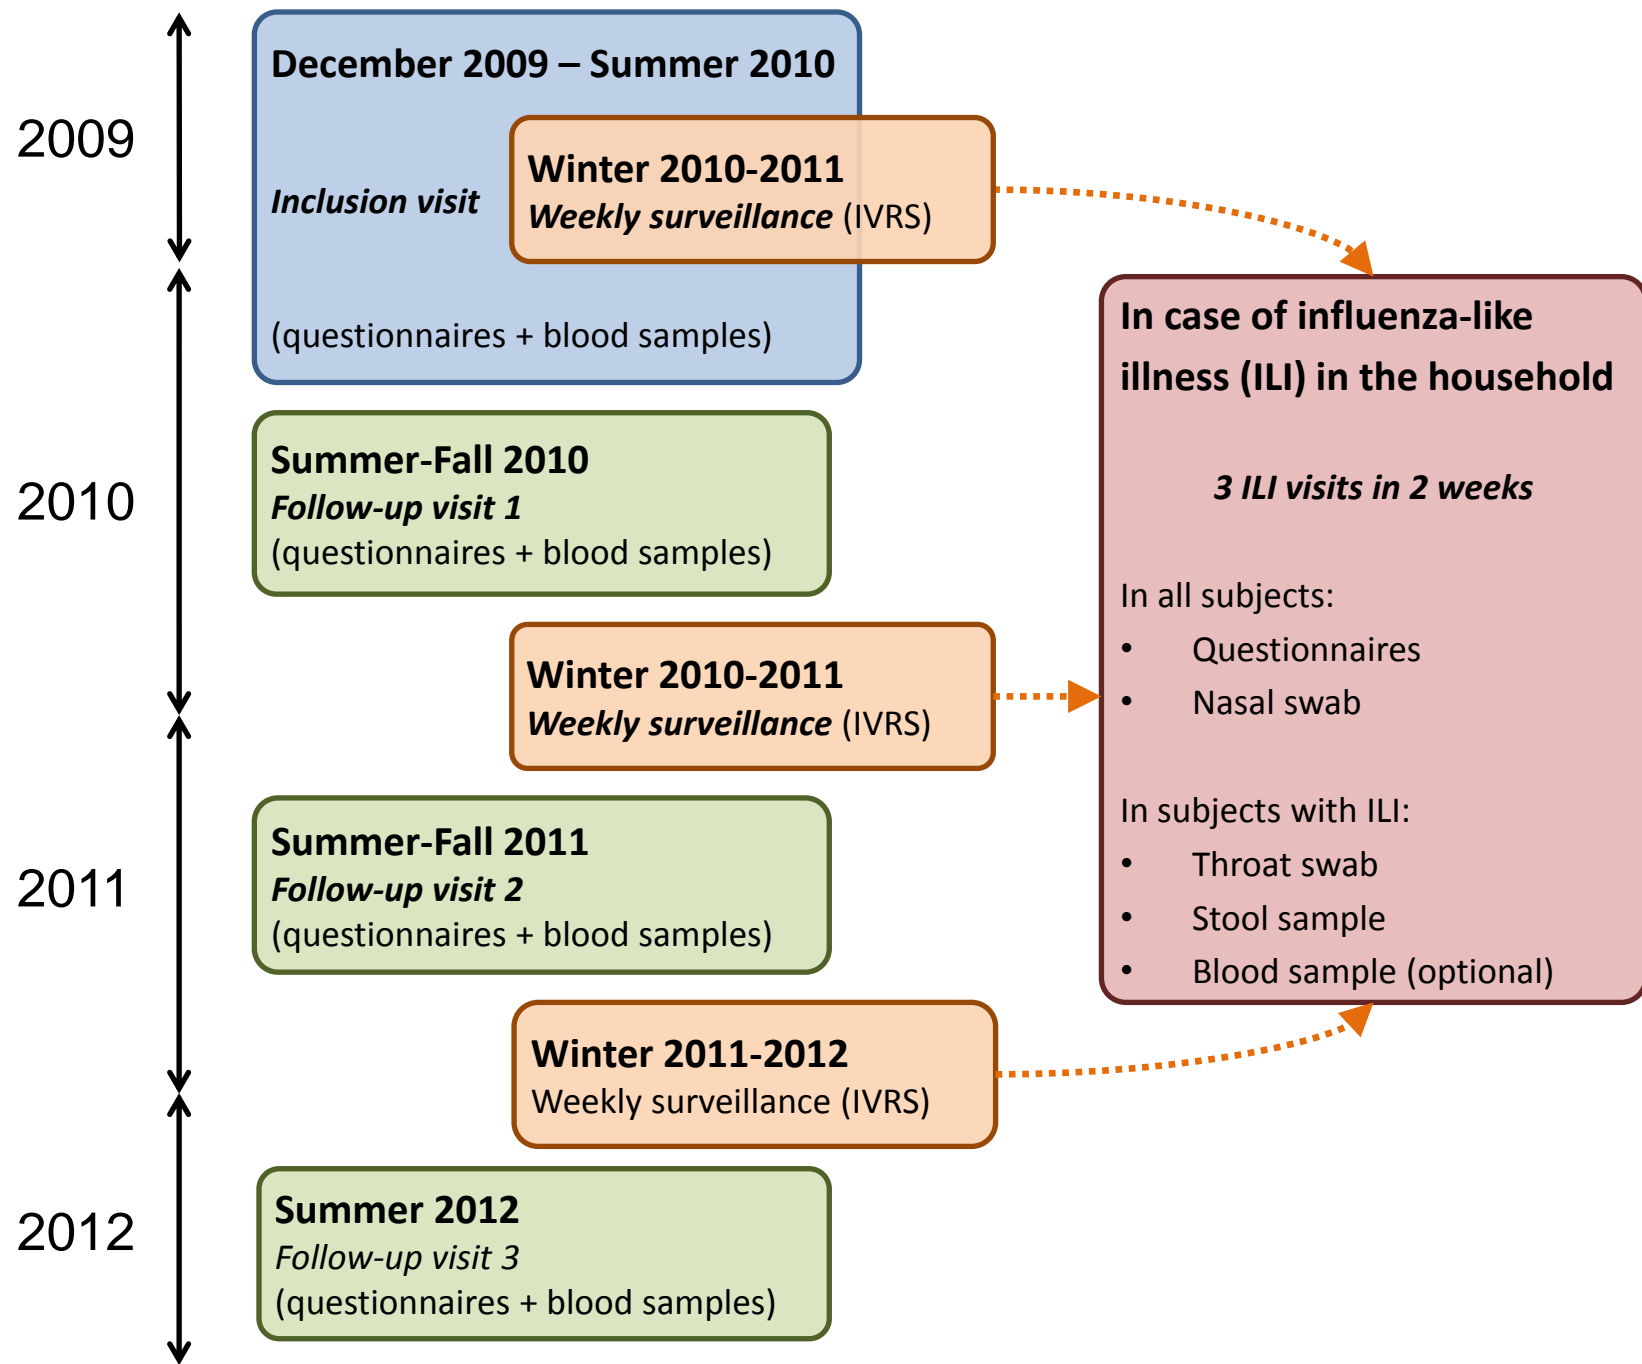 2009
December 2009 – Summer 2010
Winter 2010-2011
Inclusion visit
Weekly surveillance (IVRS)
(questionnaires + blood samples)
2010
Summer-Fall 2010
Follow-up visit 1
(questionnaires + blood samples)
Winter 2010-2011
Weekly surveillance (IVRS)
2011
Summer-Fall 2011
Follow-up visit 2
(questionnaires + blood samples)
Winter 2011-2012
Weekly surveillance (IVRS)
2012
Summer 2012
Follow-up visit 3
(questionnaires + blood samples)
In case of influenza-like
illness (ILI) in the household
3 ILI visits in 2 weeks
In all subjects:
• Questionnaires
• Nasal swab
In subjects with ILI:
• Throat swab
• Stool sample
• Blood sample (optional)